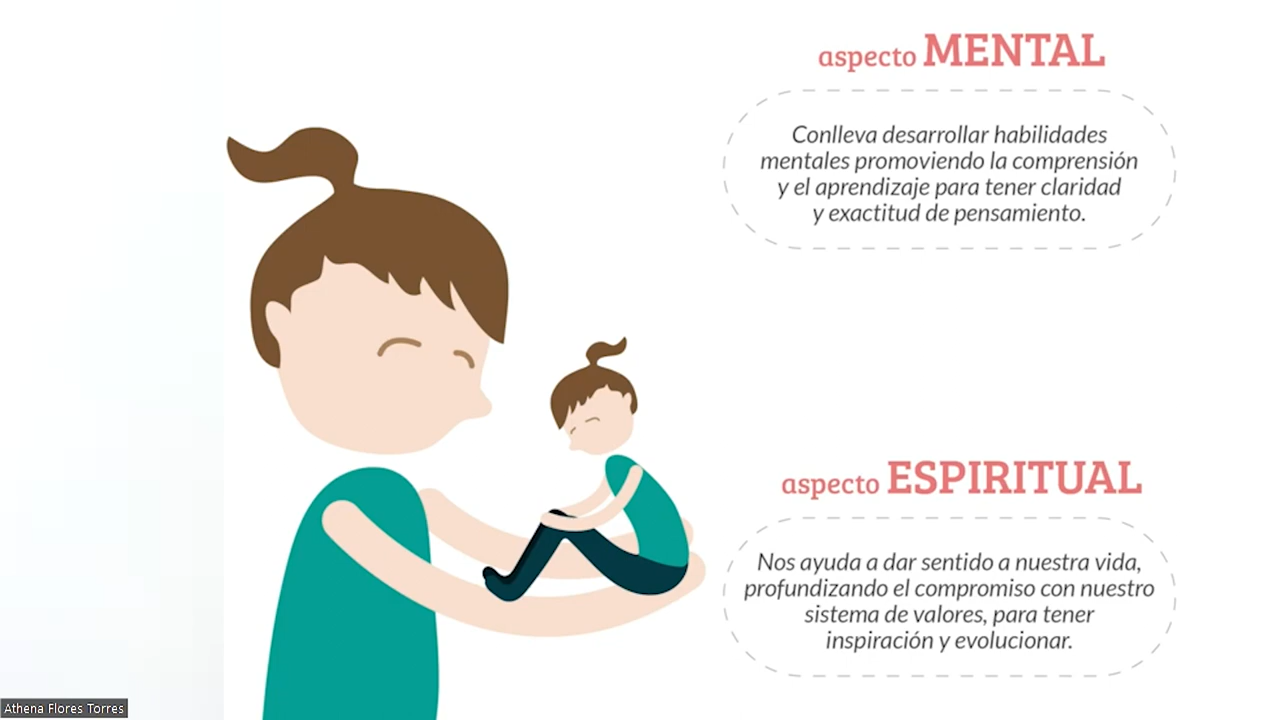 aspecto MENTAL
Conlleva desarrollar habilidades
mentales promoviendo la comprensión
y el aprendizaje para tener claridad
y exactitud de pensamiento.
aspecto ESPIRITUAL
Nos ayuda a dar sentido a nuestra vida,
profundizando el compromiso con nuestro
sistema de valores, para tener
inspiración y evolucionar.
Athena Flores Torres